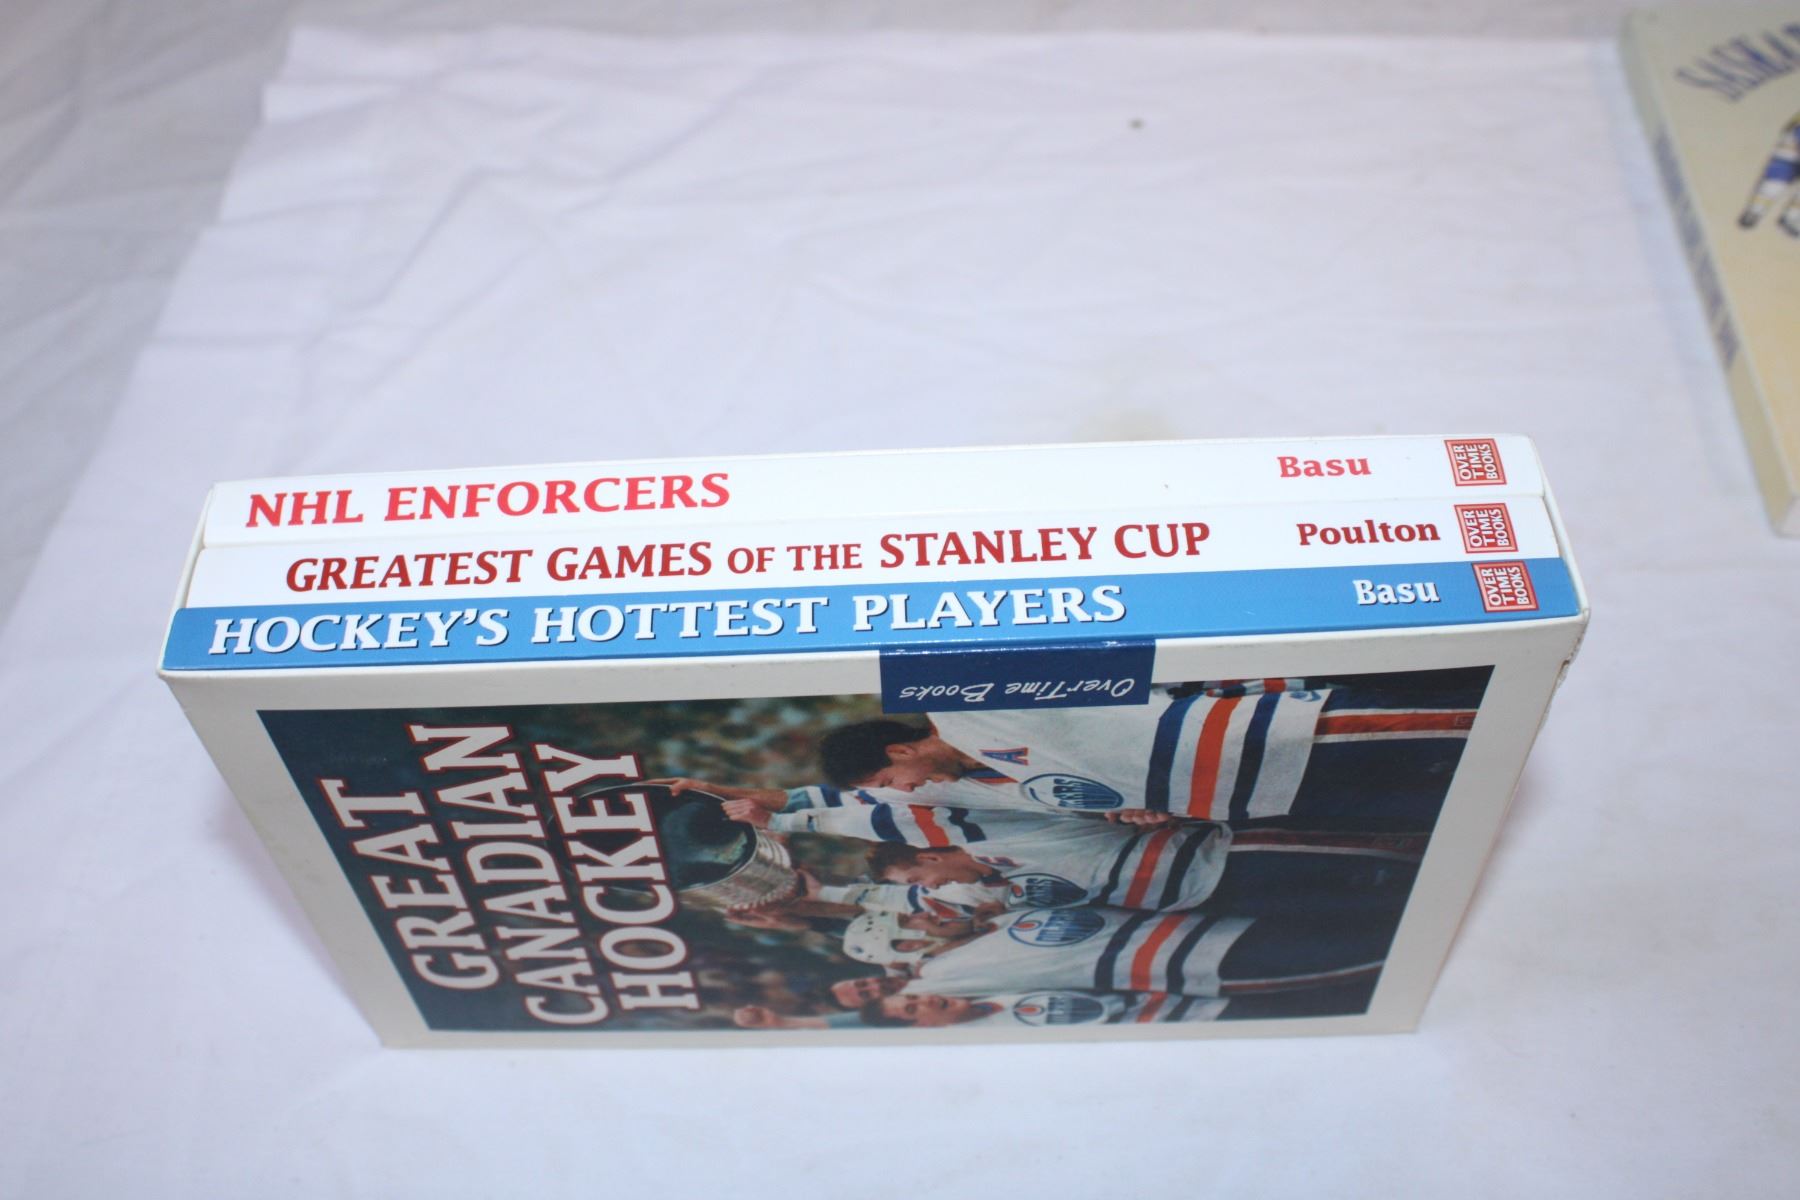 NHL ENFORCERS Basu OVER TIME BOOKS
GREATEST GAMES OF THE STANLEY CUP Poulton OVER TIME BOOKS
HOCKEY'S HOTTEST PLAYERS Basu OVER TIME BOOKS
OverTime Books
GREAT
CANADIAN
HOCKEY
A
OILERS